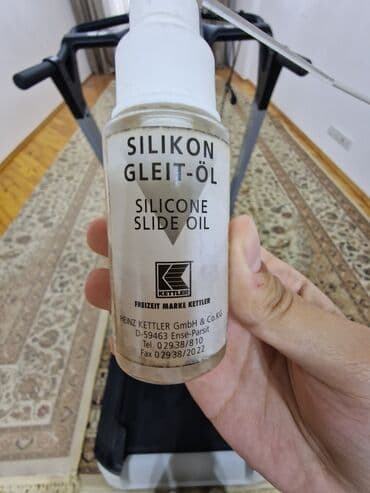 SILIKON
GLEIT-ÖL
SILICONE
SLIDE OIL
KETTLER
FREIZEIT MARKE KETTLER
HEINZ KETTLER GmbH & Co.KG
D-59463 Ense-Parsit
Tel. 02938/810
Fax 02938/2022